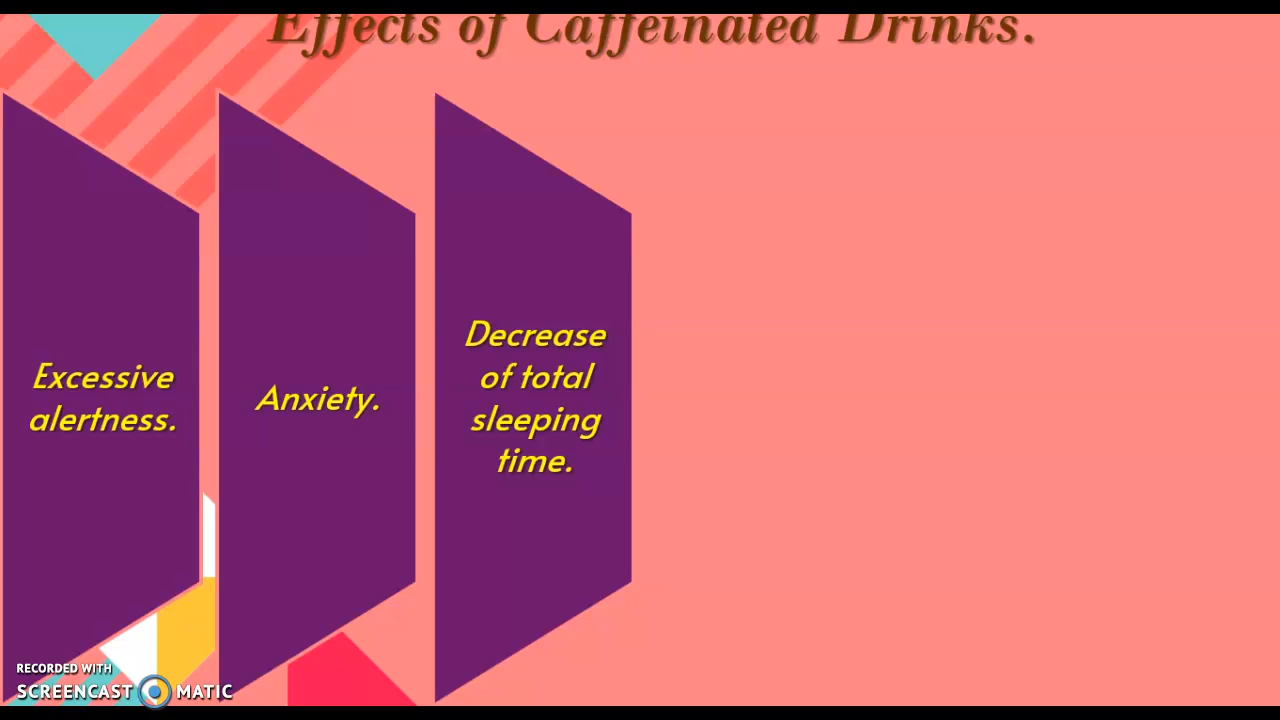 Effects of Caffeinated Drinks.
Excessive
alertness.
Anxiety.
Decrease
of total
sleeping
time.
RECORDED WITH
SCREENCAST MATIC